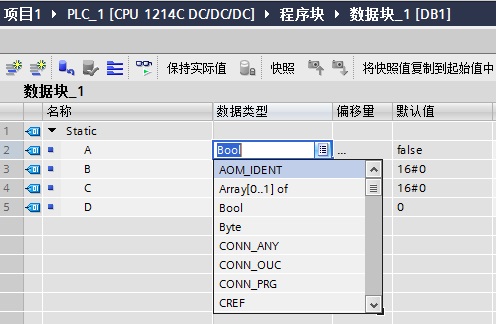 项目1 ▸ PLC_1 [CPU 1214C DC/DC/DC] ▸ 程序块 ▸ 数据块_1 [DB1]
保持实际值 快照 将快照值复制到起始值中
数据块_1
名称 数据类型 偏移量 默认值
1 Static
2 A Bool ... false
3 B 16#0
4 C 16#0
5 D 0
AOM_IDENT
Array[0..1] of
Bool
Byte
CONN_ANY
CONN_OUC
CONN_PRG
CREF